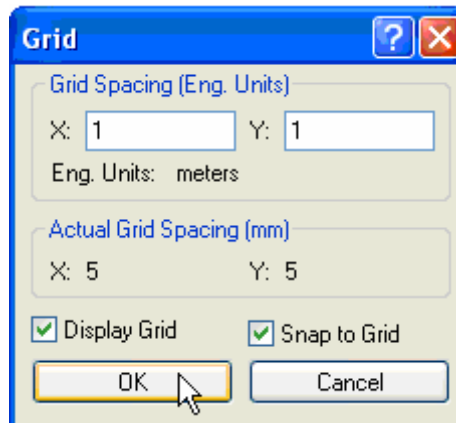 Grid
Grid Spacing (Eng. Units)
X: 1 Y: 1
Eng. Units: meters
Actual Grid Spacing (mm)
X: 5 Y: 5
Display Grid Snap to Grid
OK Cancel